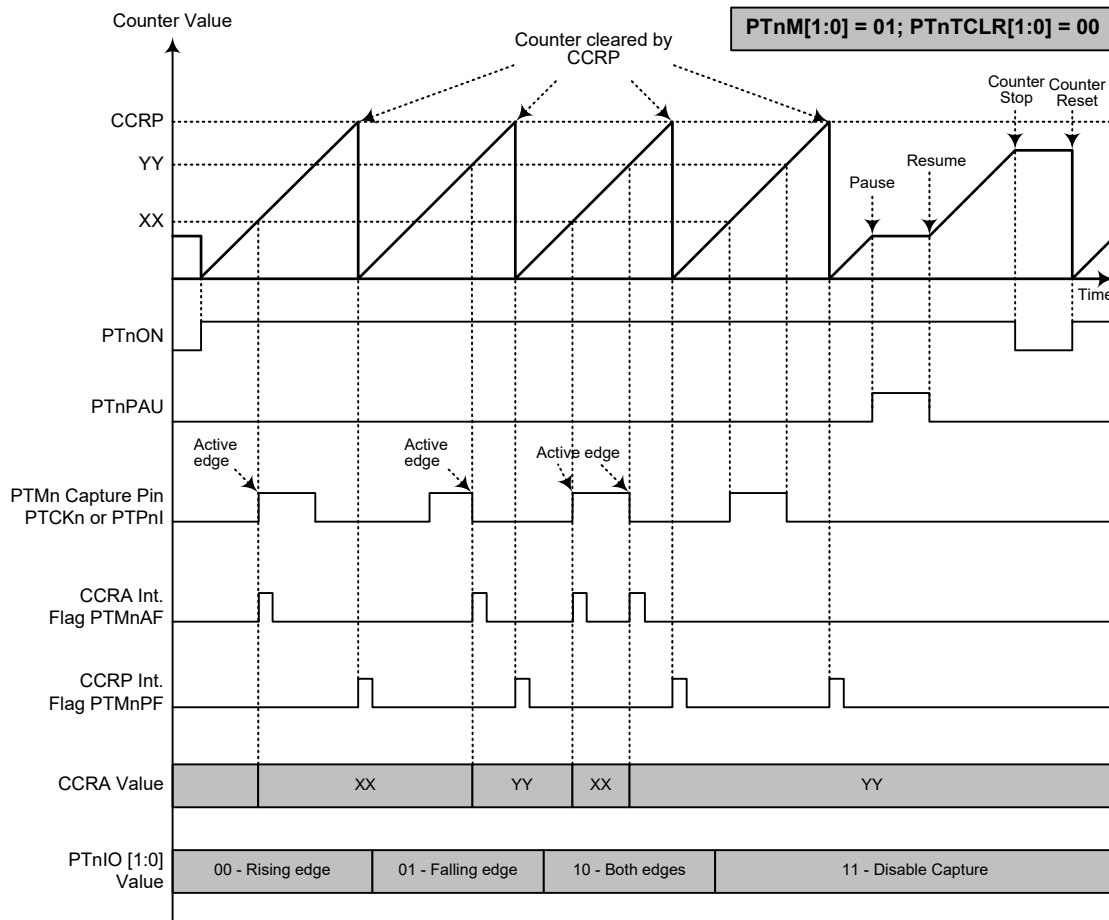 Counter Value
PTnM[1:0] = 01; PTnTCLR[1:0] = 00
Counter cleared by
CCRP
Counter
Stop
Counter
Reset
CCRP
YY
XX
Pause
Resume
Time
PTnON
PTnPAU
Active
edge
Active
edge
Active edge
PTMn Capture Pin
PTCKn or PTPnI
CCRA Int.
Flag PTMnAF
CCRP Int.
Flag PTMnPF
CCRA Value
XX
YY
XX
YY
PTnIO [1:0]
Value
00 - Rising edge
01 - Falling edge
10 - Both edges
11 - Disable Capture